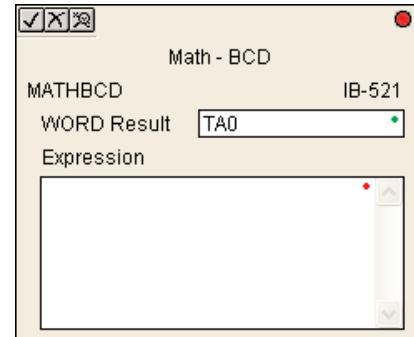 Math - BCD
MATHBCD IB-521
WORD Result TA0
Expression